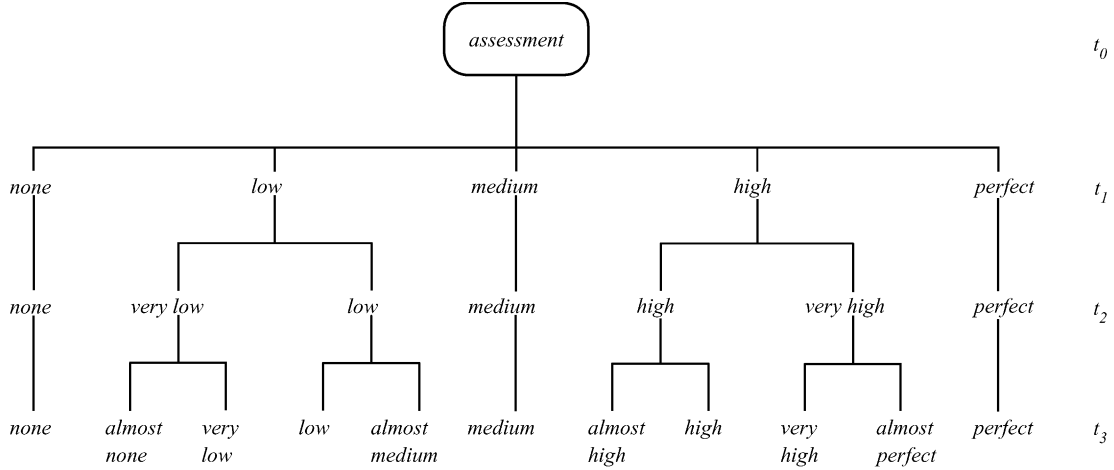 assessment t0
none low medium high perfect t1
none very low low medium high very high perfect t2
none almost very low almost medium almost high very almost perfect t3
none low medium high high perfect